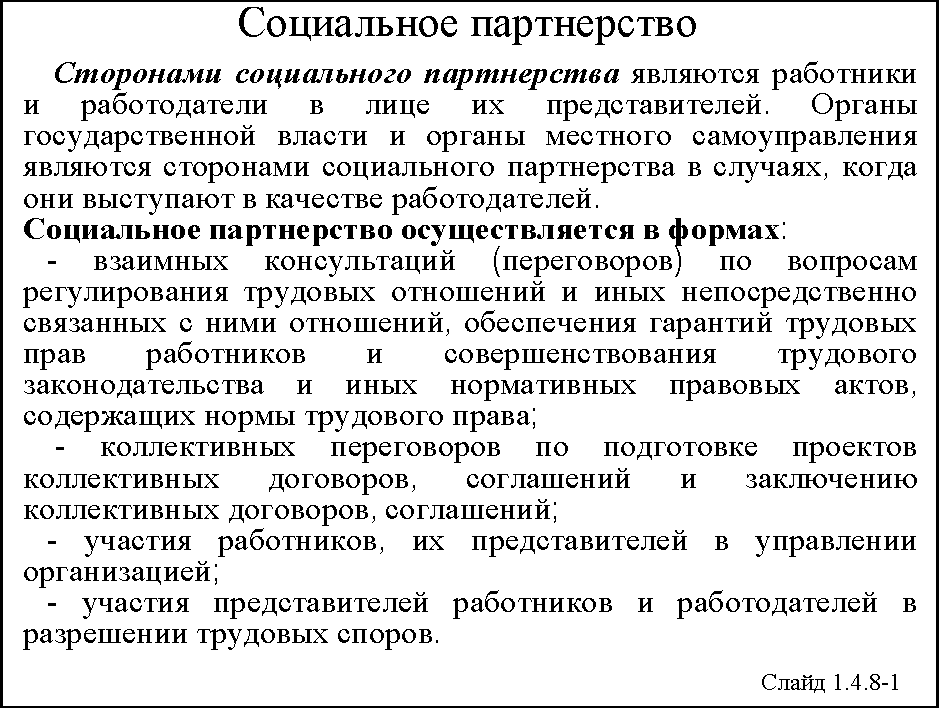 Социальное партнерство
Сторонами социального партнерства являются работники
и работодатели в лице их представителей. Органы
государственной власти и органы местного самоуправления
являются сторонами социального партнерства в случаях, когда
они выступают в качестве работодателей.
Социальное партнерство осуществляется в формах:
- взаимных консультаций (переговоров) по вопросам
регулирования трудовых отношений и иных непосредственно
связанных с ними отношений, обеспечения гарантий трудовых
прав работников и совершенствования трудового
законодательства и иных нормативных правовых актов,
содержащих нормы трудового права;
- коллективных переговоров по подготовке проектов
коллективных договоров, соглашений и заключению
коллективных договоров, соглашений;
- участия работников, их представителей в управлении
организацией;
- участия представителей работников и работодателей в
разрешении трудовых споров.
Слайд 1.4.8-1